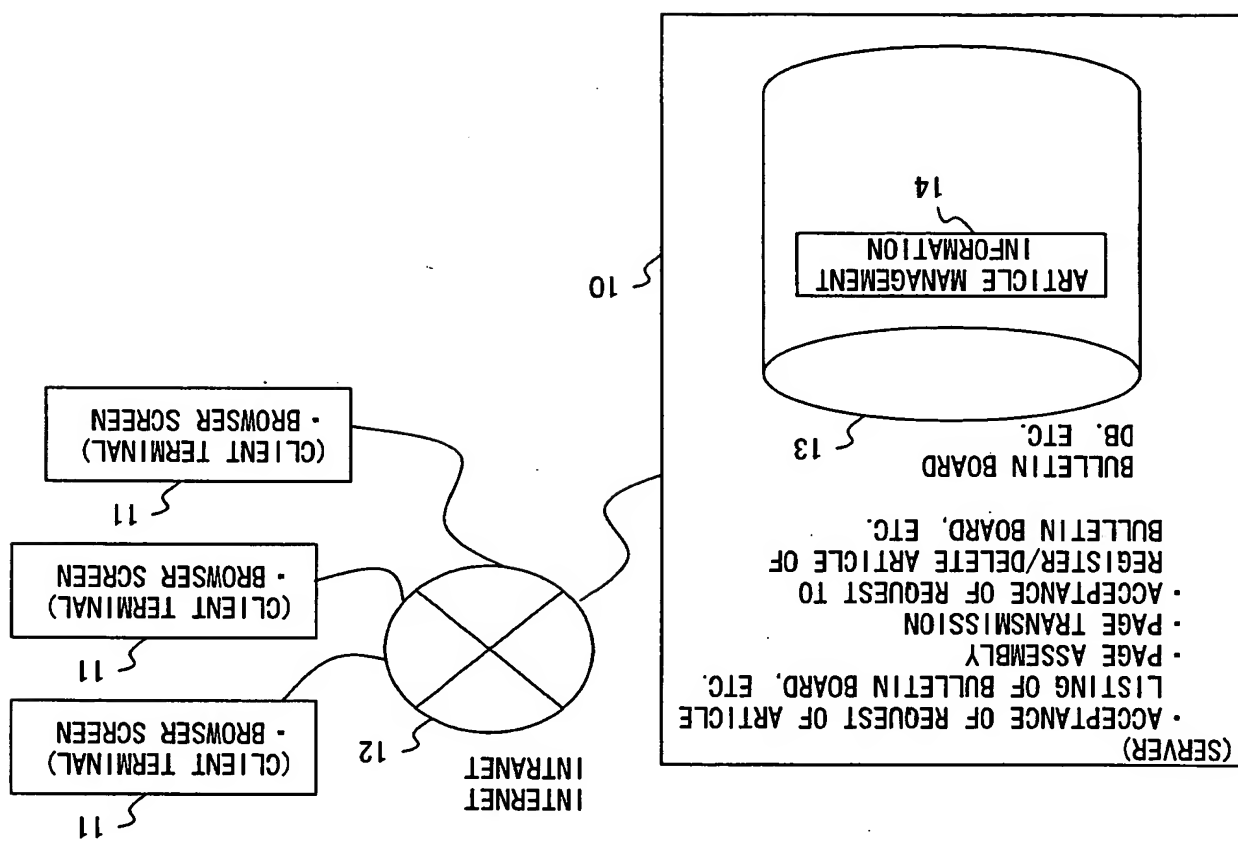 (SERVER)
• ACCEPTANCE OF REQUEST OF ARTICLE
LISTING OF BULLETIN BOARD, ETC.
• PAGE ASSEMBLY
• PAGE TRANSMISSION
• ACCEPTANCE OF REQUEST TO
REGISTER/DELETE ARTICLE OF
BULLETIN BOARD, ETC.
BULLETIN BOARD
DB. ETC.
13
ARTICLE MANAGEMENT
INFORMATION
14
10
INTERNET
INTRANET
12
11
(CLIENT TERMINAL)
• BROWSER SCREEN
11
(CLIENT TERMINAL)
• BROWSER SCREEN
11
(CLIENT TERMINAL)
• BROWSER SCREEN